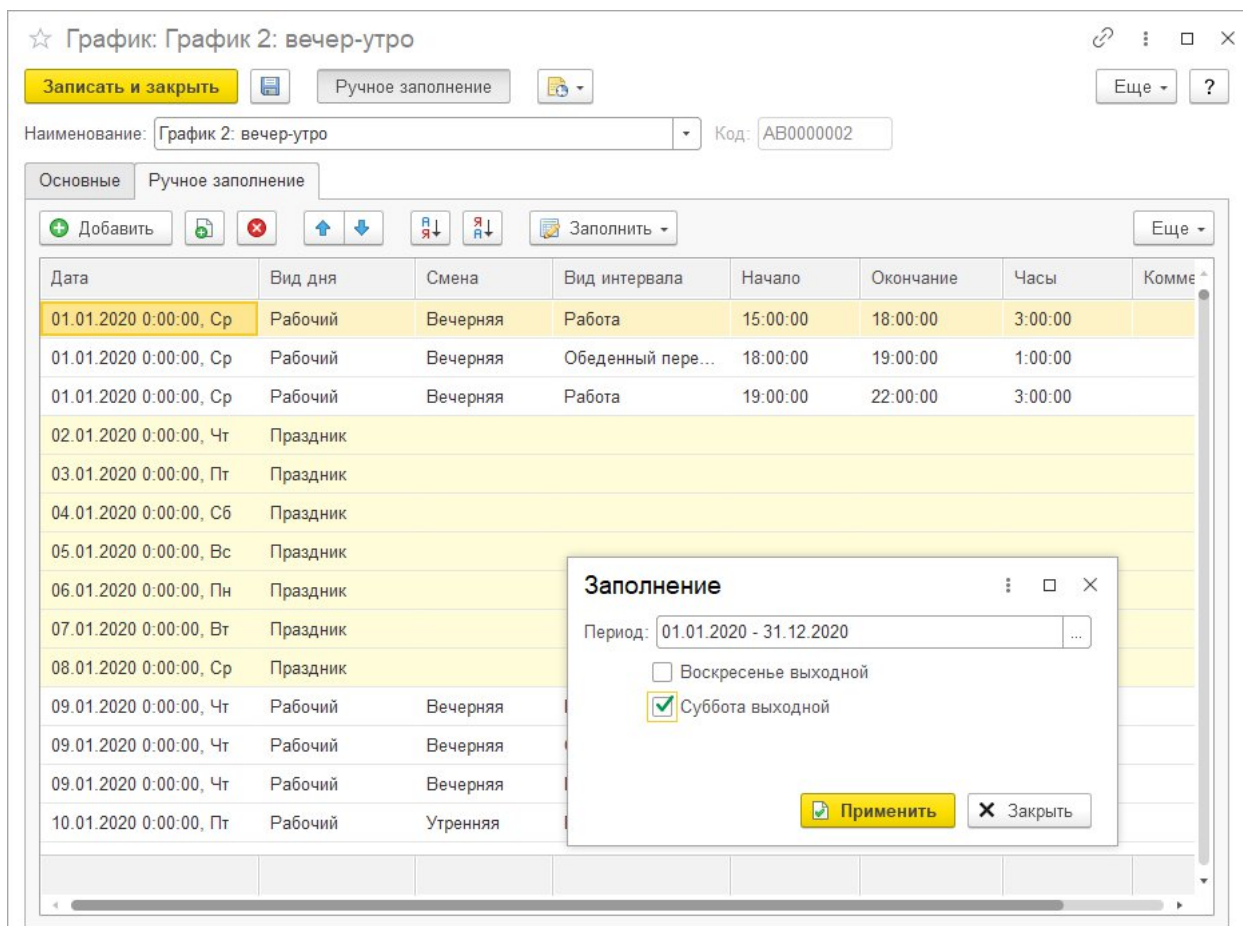 График: График 2: вечер-утро
Записать и закрыть Ручное заполнение Еще ?
Наименование: График 2: вечер-утро Код: АВ0000002
Основные Ручное заполнение
Добавить Заполнить Еще
Дата Вид дня Смена Вид интервала Начало Окончание Часы Комме
01.01.2020 0:00:00, Ср Рабочий Вечерняя Работа 15:00:00 18:00:00 3:00:00
01.01.2020 0:00:00, Ср Рабочий Вечерняя Обеденный пере... 18:00:00 19:00:00 1:00:00
01.01.2020 0:00:00, Ср Рабочий Вечерняя Работа 19:00:00 22:00:00 3:00:00
02.01.2020 0:00:00, Чт Праздник
03.01.2020 0:00:00, Пт Праздник
04.01.2020 0:00:00, Сб Праздник
05.01.2020 0:00:00, Вс Праздник
06.01.2020 0:00:00, Пн Праздник
07.01.2020 0:00:00, Вт Праздник
08.01.2020 0:00:00, Ср Праздник
09.01.2020 0:00:00, Чт Рабочий Вечерняя
09.01.2020 0:00:00, Чт Рабочий Вечерняя
09.01.2020 0:00:00, Чт Рабочий Вечерняя
10.01.2020 0:00:00, Пт Рабочий Утренняя
Заполнение
Период: 01.01.2020 - 31.12.2020 ...
Воскресенье выходной
Суббота выходной
Применить Закрыть